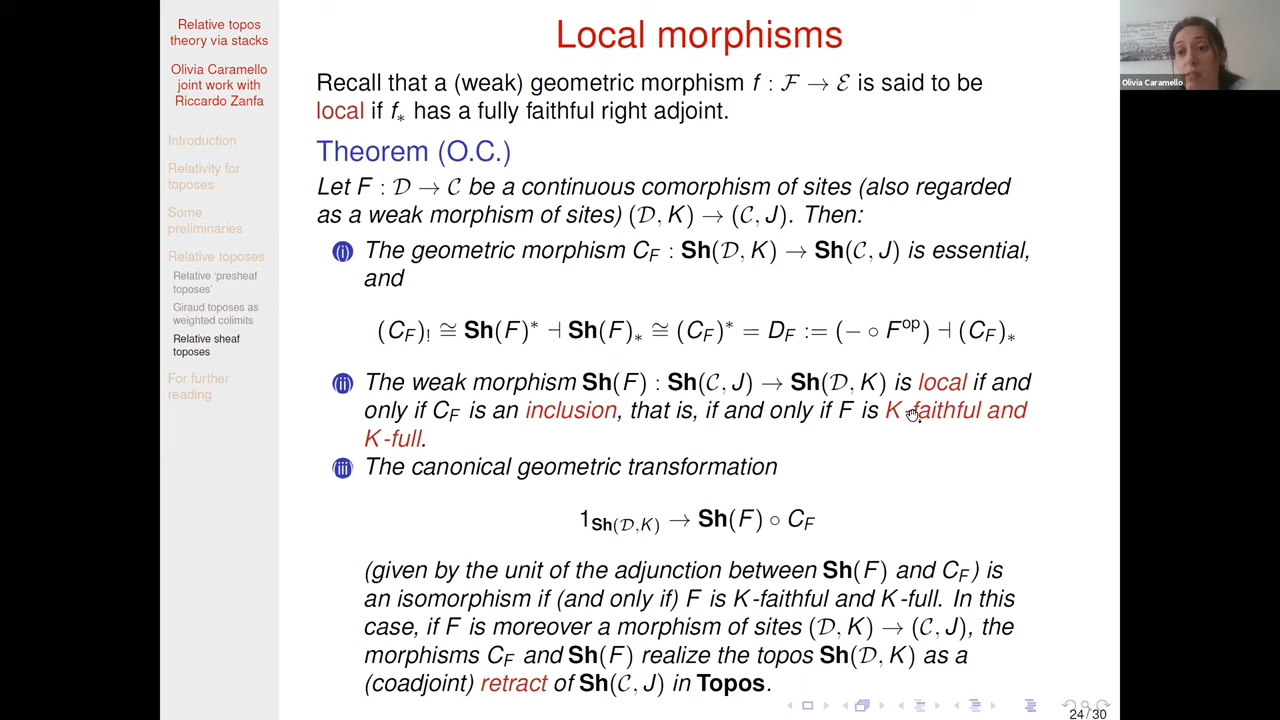 Relative topos
theory via stacks
Olivia Caramello
joint work with
Riccardo Zanfa
Introduction
Relativity for
toposes
Some
preliminaries
Relative toposes
Relative ‘presheaf
toposes’
Giraud toposes as
weighted colimits
Relative sheaf
toposes
For further
reading
Local morphisms
Recall that a (weak) geometric morphism f : ℱ → ℰ is said to be
local if f∗ has a fully faithful right adjoint.
Theorem (O.C.)
Let F : 𝒟 → 𝒞 be a continuous comorphism of sites (also regarded
as a weak morphism of sites) (𝒟, K) → (𝒞, J). Then:
(i) The geometric morphism C_F : Sh(𝒟, K) → Sh(𝒞, J) is essential,
and
(C_F)_! ≅ Sh(F)^* ⊣ Sh(F)_* ≅ (C_F)^* = D_F := (− ∘ F^op) ⊣ (C_F)_*
(ii) The weak morphism Sh(F) : Sh(𝒞, J) → Sh(𝒟, K) is local if and
only if C_F is an inclusion, that is, if and only if F is K-faithful and
K-full.
(iii) The canonical geometric transformation
1_Sh(𝒟,K) → Sh(F) ∘ C_F
(given by the unit of the adjunction between Sh(F) and C_F) is
an isomorphism if (and only if) F is K-faithful and K-full. In this
case, if F is moreover a morphism of sites (𝒟, K) → (𝒞, J), the
morphisms C_F and Sh(F) realize the topos Sh(𝒟, K) as a
(coadjoint) retract of Sh(𝒞, J) in Topos.
24/30
Olivia Caramello